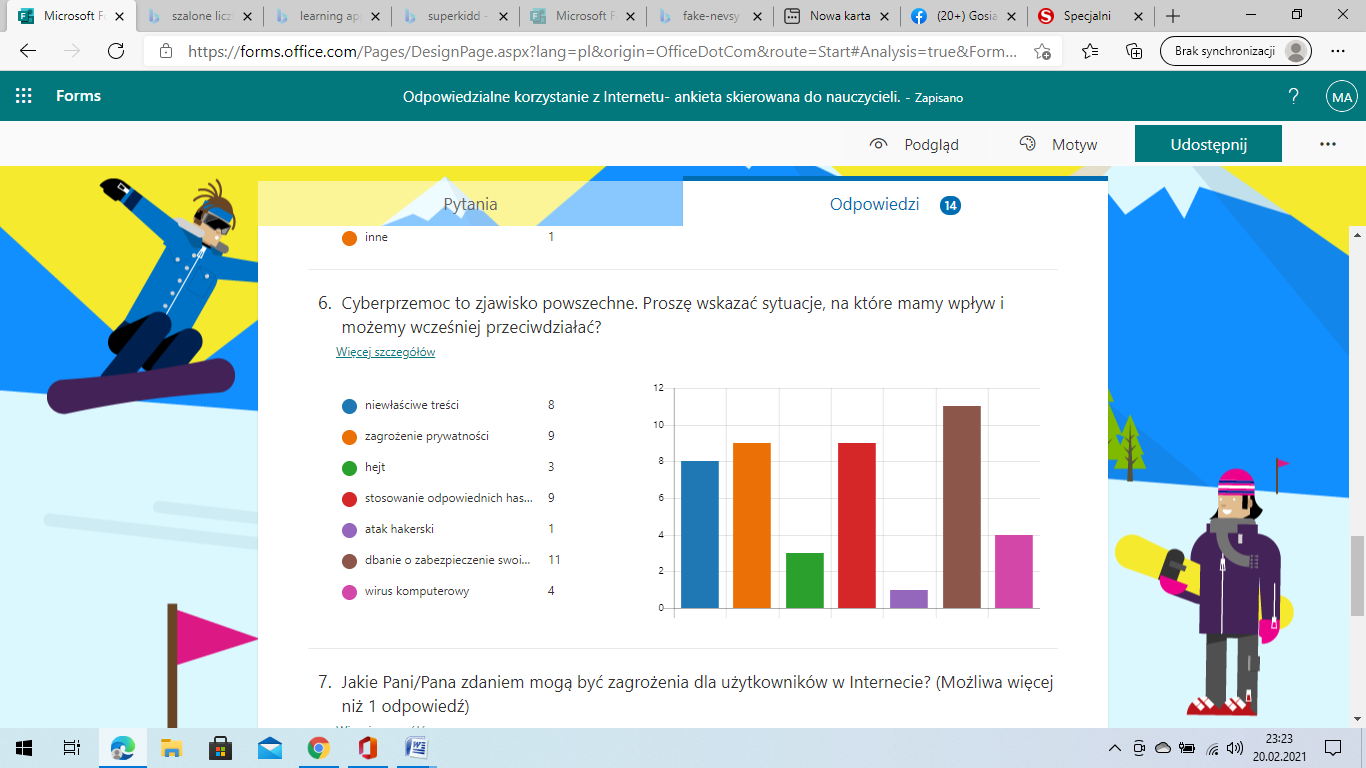 Microsoft Fo
szalone licz
learning app
superkidd -
Microsoft Fo
fake-nevsy
Nowa karta
(20+) Gosia
Specjalni
https://forms.office.com/Pages/DesignPage.aspx?lang=pl&origin=OfficeDotCom&route=Start#Analysis=true&Form...
Brak synchronizacji
Forms
Odpowiedzialne korzystanie z Internetu- ankieta skierowana do nauczycieli. - Zapisano
?
MA
Podgląd
Motyw
Udostępnij
Pytania
Odpowiedzi 14
inne 1
6. Cyberprzemoc to zjawisko powszechne. Proszę wskazać sytuacje, na które mamy wpływ i
możemy wcześniej przeciwdziałać?
Więcej szczegółów
niewłaściwe treści 8
zagrożenie prywatności 9
hejt 3
stosowanie odpowiednich has... 9
atak hakerski 1
dbanie o zabezpieczenie swoi... 11
wirus komputerowy 4
12
10
8
6
4
2
0
7. Jakie Pani/Pana zdaniem mogą być zagrożenia dla użytkowników w Internecie? (Możliwa więcej
niż 1 odpowiedź)
23:23
20.02.2021